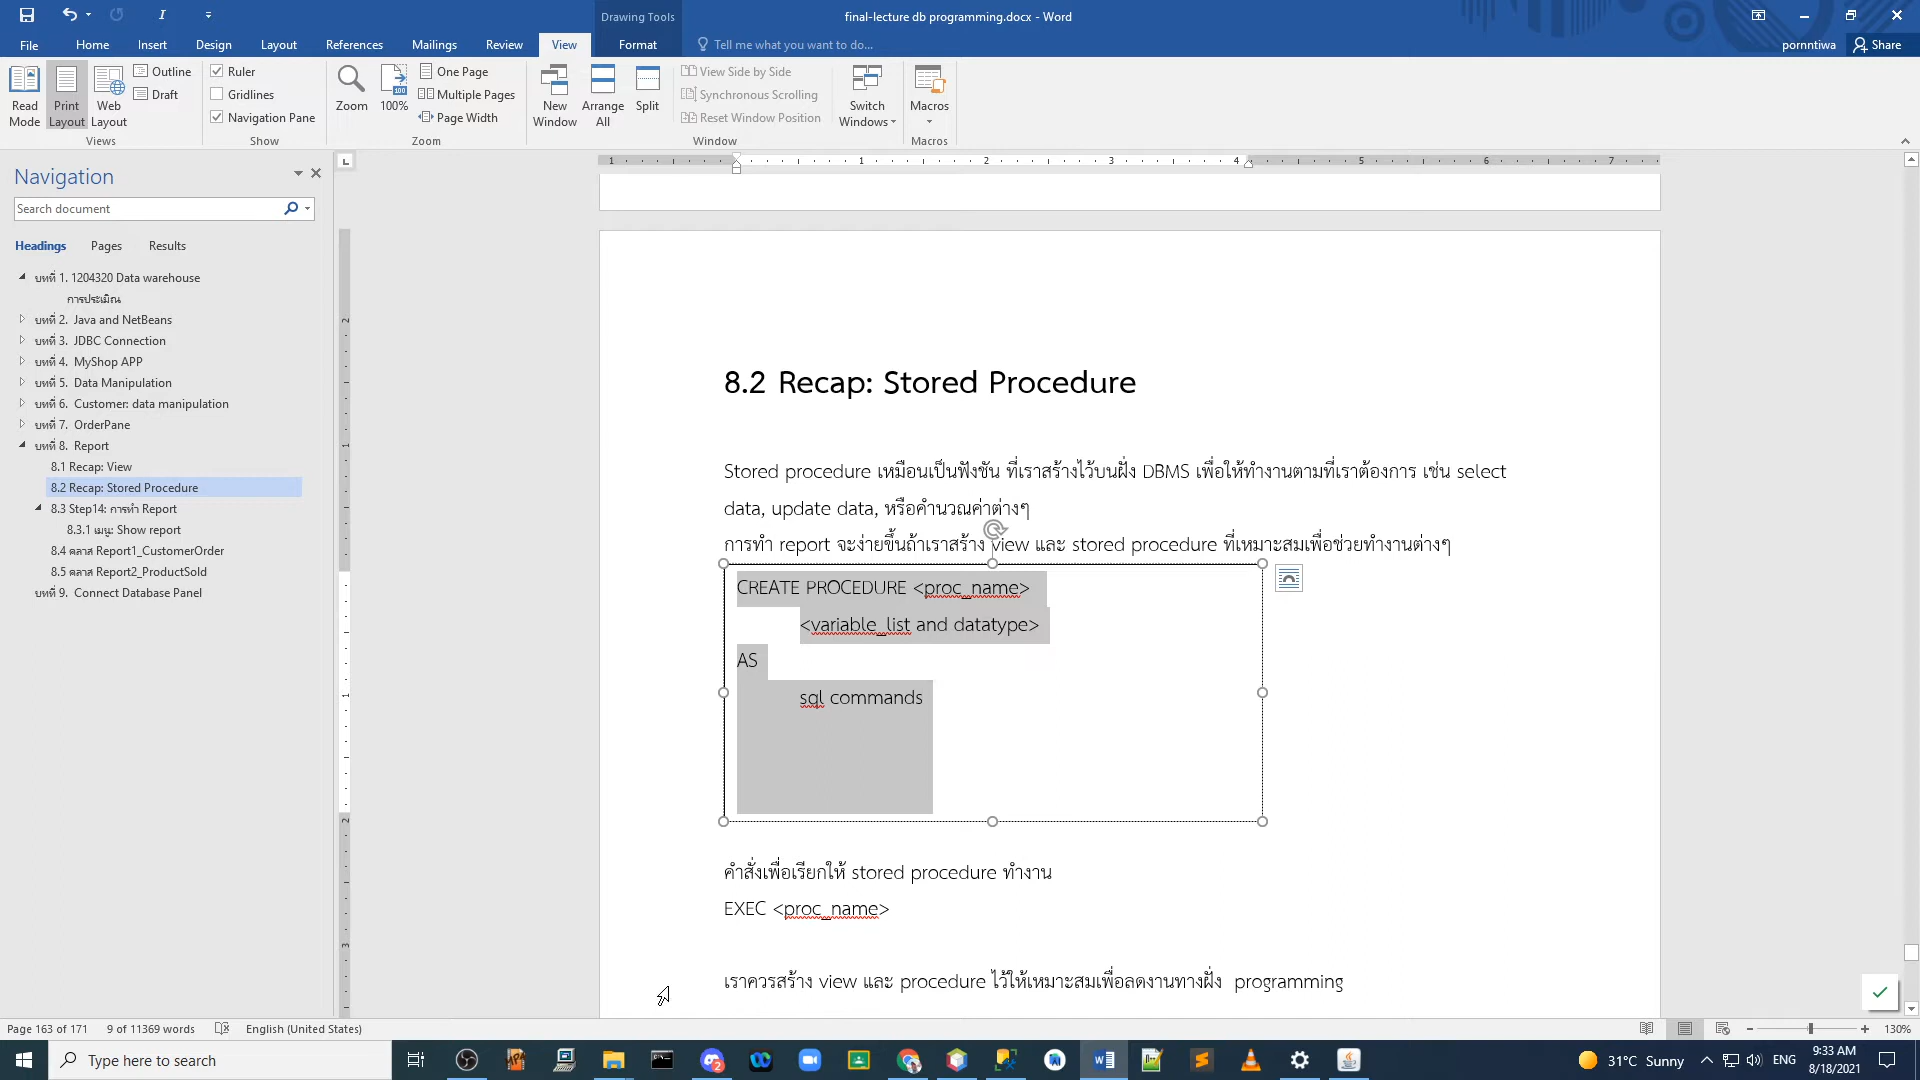 Drawing Tools
final-lecture db programming.docx - Word
File
Home
Insert
Design
Layout
References
Mailings
Review
View
Format
Tell me what you want to do...
pornntiwa
Share
Read Mode
Print Layout
Web Layout
Outline
Draft
Views
Ruler
Gridlines
Navigation Pane
Show
Zoom
100%
One Page
Multiple Pages
Page Width
Zoom
New Window
Arrange All
Split
View Side by Side
Synchronous Scrolling
Reset Window Position
Window
Switch Windows
Macros
Macros
Navigation
Search document
Headings
Pages
Results
บทที่ 1. 1204320 Data warehouse
การประเมิณ
บทที่ 2. Java and NetBeans
บทที่ 3. JDBC Connection
บทที่ 4. MyShop APP
บทที่ 5. Data Manipulation
บทที่ 6. Customer: data manipulation
บทที่ 7. OrderPane
บทที่ 8. Report
8.1 Recap: View
8.2 Recap: Stored Procedure
8.3 Step14: การทำ Report
8.3.1 เมนู: Show report
8.4 คลาส Report1_CustomerOrder
8.5 คลาส Report2_ProductSold
บทที่ 9. Connect Database Panel
8.2 Recap: Stored Procedure
Stored procedure เหมือนเป็นฟังชัน ที่เราสร้างไว้บนฝั่ง DBMS เพื่อให้ทำงานตามที่เราต้องการ เช่น select
data, update data, หรือคำนวณค่าต่างๆ
การทำ report จะง่ายขึ้นถ้าเราสร้าง view และ stored procedure ที่เหมาะสมเพื่อช่วยทำงานต่างๆ
CREATE PROCEDURE <proc_name>
<variable_list and datatype>
AS
sql commands
คำสั่งเพื่อเรียกให้ stored procedure ทำงาน
EXEC <proc_name>
เราควรสร้าง view และ procedure ไว้ให้เหมาะสมเพื่อลดงานทางฝั่ง programming
Page 163 of 171
9 of 11369 words
English (United States)
130%
Type here to search
31°C Sunny
ENG
9:33 AM
8/18/2021